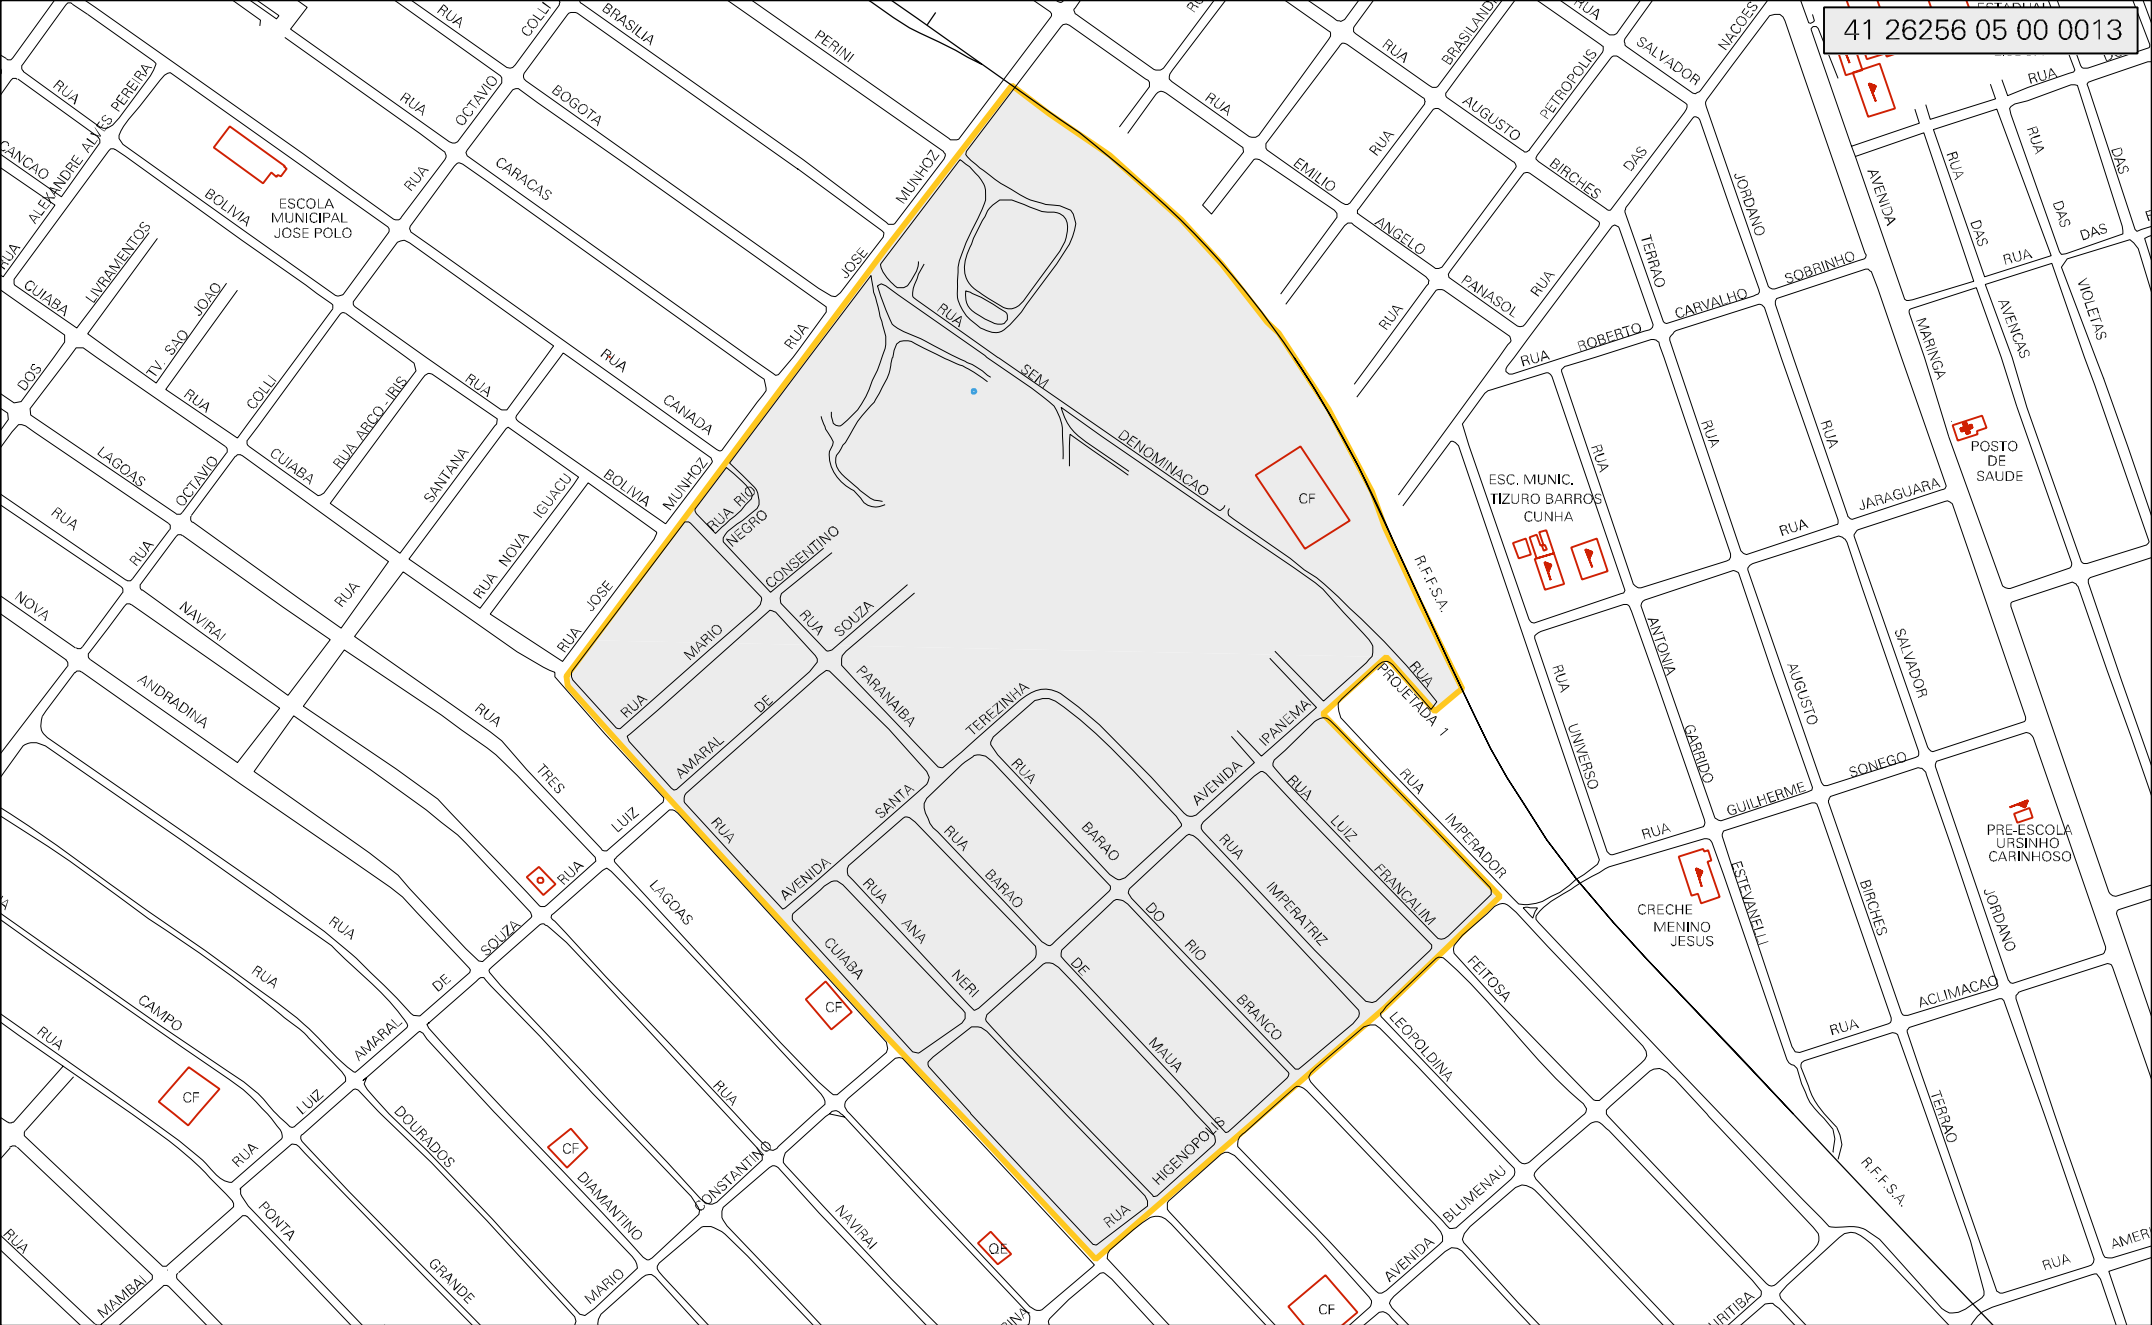 41 26256 05 00 0013
RUA
COLLI
BRASILIA
PERINI
RUA
BRASILANDIA
RUA
SALVADOR
NACOES
ESTADUAL
RUA
RUA
ALEXANDRE ALVES PEREIRA
CANCAO
RUA
OCTAVIO
BOGOTA
RUA
AUGUSTO
PETROPOLIS
RUA
DAS
DAS
ESCOLA
MUNICIPAL
JOSE POLO
BOLIVIA
RUA
CARACAS
MUNHOZ
EMILIO
RUA
BIRCHES
DAS
JORDANO
AVENIDA
RUA
DAS
DAS
DAS
RUA
LIVRAMENTOS
CUIABA
TV. SAO JOAO
JOSE
ANGELO
PANASOL
RUA
TERRAO
CARVALHO
SOBRINHO
RUA
VIOLETAS
AVENCAS
MARINGA
DOS
RUA
COLLI
RUA ARCO-IRIS
RUA
RUA
CANADA
RUA
RUA
SEM
DENOMINACAO
RUA
RUA
ROBERTO
LAGOAS
OCTAVIO
CUIABA
SANTANA
BOLIVIA
MUNHOZ
RUA RIO
NEGRO
CONSENTINO
CF
RUA
RUA
RUA
POSTO
DE
SAUDE
ESC. MUNIC.
TIZURO BARROS
CUNHA
JARAGUARA
RUA
RUA
RUA
RUA
RUA NOVA IGUACU
JOSE
RUA
R.F.F.S.A.
NOVA
NAVIRAI
ANDRADINA
RUA
MARIO
RUA
RUA
SOUZA
DE
AMARAL
PARANAIBA
TEREZINHA
SANTA
AVENIDA
RUA
PROJETADA 1
IPANEMA
AVENIDA
RUA
UNIVERSO
ANTONIA
GARRIDO
AUGUSTO
SALVADOR
SONEGO
GUILHERME
RUA
TRES
LUIZ
RUA
SOUZA
DE
AMARAL
LUIZ
RUA
LAGOAS
RUA
CUIABA
RUA
ANA
NERI
RUA
BARAO
DE
MAUA
RUA
BARAO
DO
RIO
BRANCO
RUA
IMPERATRIZ
RUA
LUIZ
FRANCALIM
RUA
IMPERADOR
PRE-ESCOLA
URSINHO
CARINHOSO
CRECHE
MENINO
JESUS
ESTEVANELLI
BIRCHES
JORDANO
RUA
ACLIMACAO
RUA
RUA
CAMPO
RUA
CF
CF
FEITOSA
LEOPOLDINA
DOURADOS
CF
DIAMANTINO
RUA
CONSTANTINO
MARIO
NAVIRAI
QE
HIGENOPOLIS
RUA
BLUMENAU
AVENIDA
CF
TERRAO
R.F.F.S.A.
RUA
RUA
MAMBAI
PONTA
GRANDE